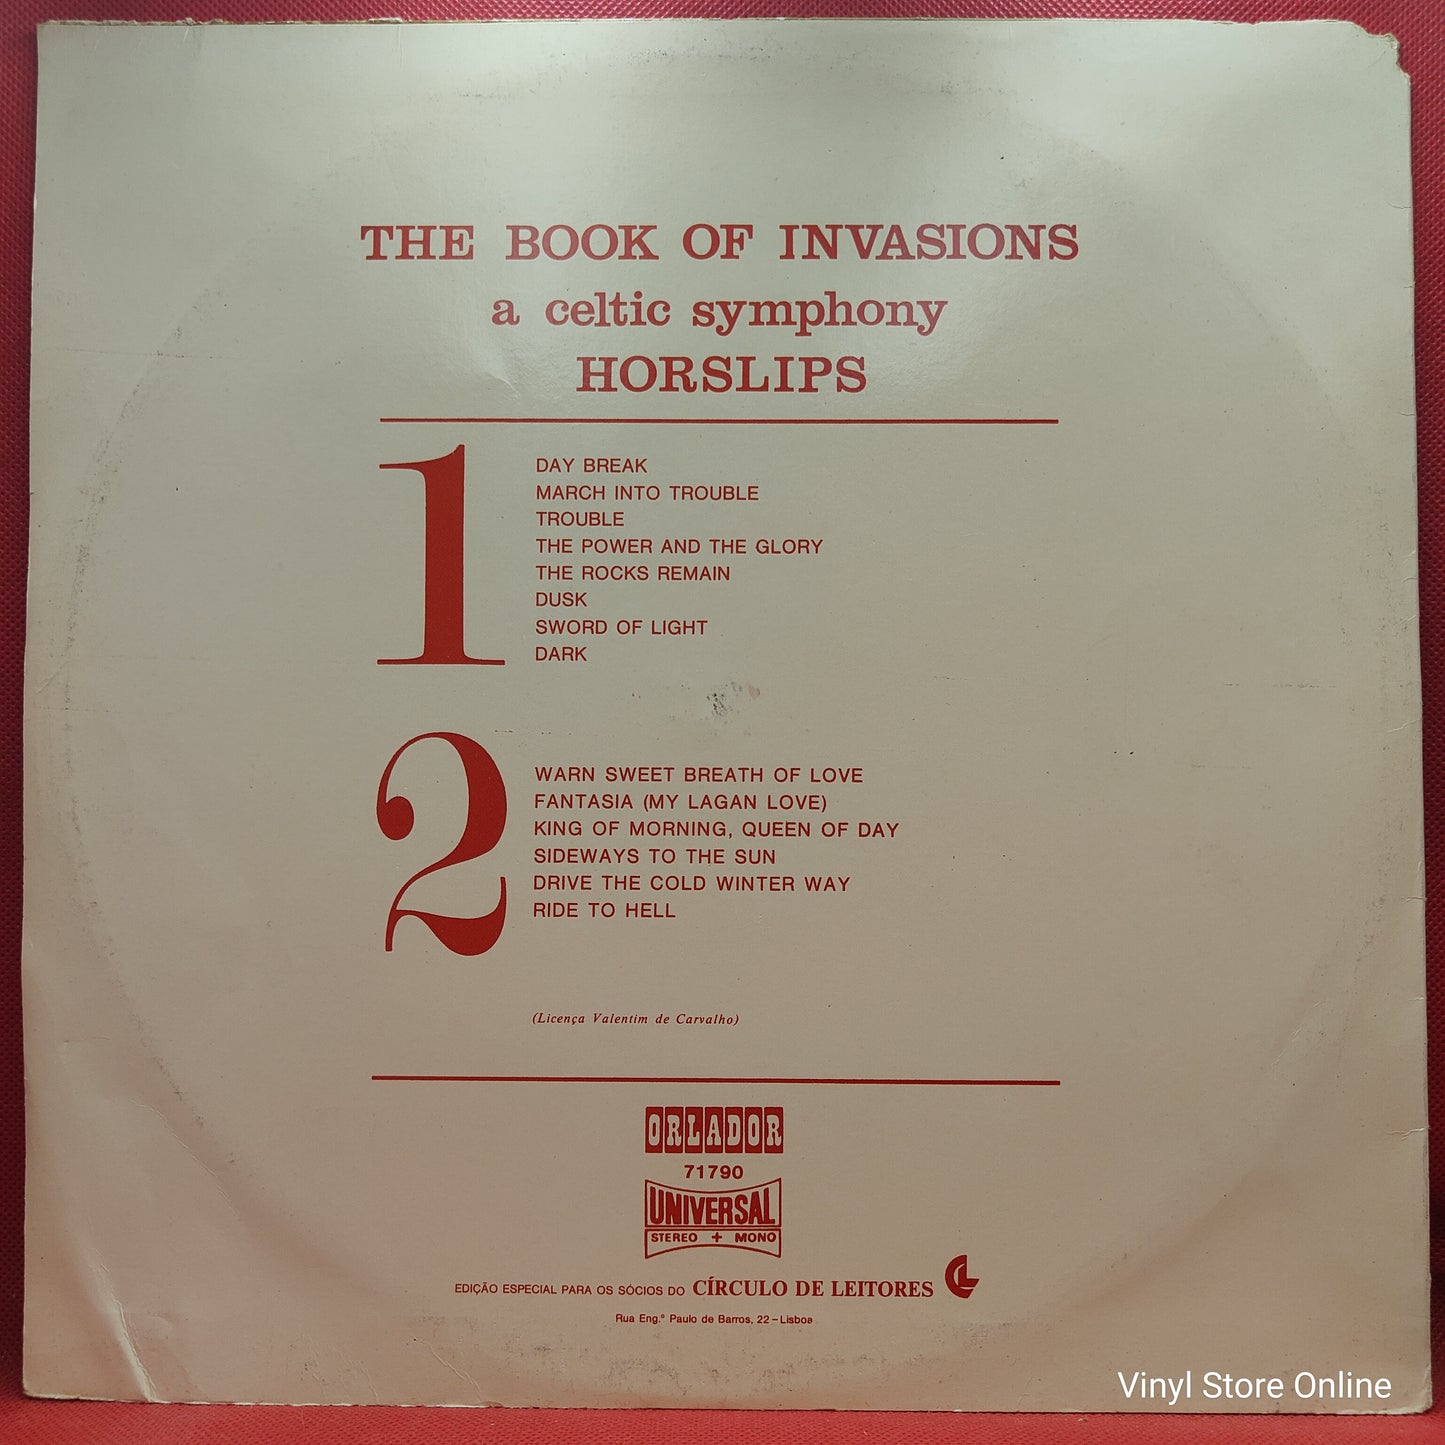 THE BOOK OF INVASIONS
a celtic symphony
HORSLIPS
1
DAY BREAK
MARCH INTO TROUBLE
TROUBLE
THE POWER AND THE GLORY
THE ROCKS REMAIN
DUSK
SWORD OF LIGHT
DARK
2
WARN SWEET BREATH OF LOVE
FANTASIA (MY LAGAN LOVE)
KING OF MORNING, QUEEN OF DAY
SIDEWAYS TO THE SUN
DRIVE THE COLD WINTER WAY
RIDE TO HELL
(Licença Valentim de Carvalho)
ORLADOR
71790
UNIVERSAL
STEREO + MONO
EDIÇÃO ESPECIAL PARA OS SÓCIOS DO CÍRCULO DE LEITORES CL
Rua Eng.º Paulo de Barros, 22 – Lisboa
Vinyl Store Online